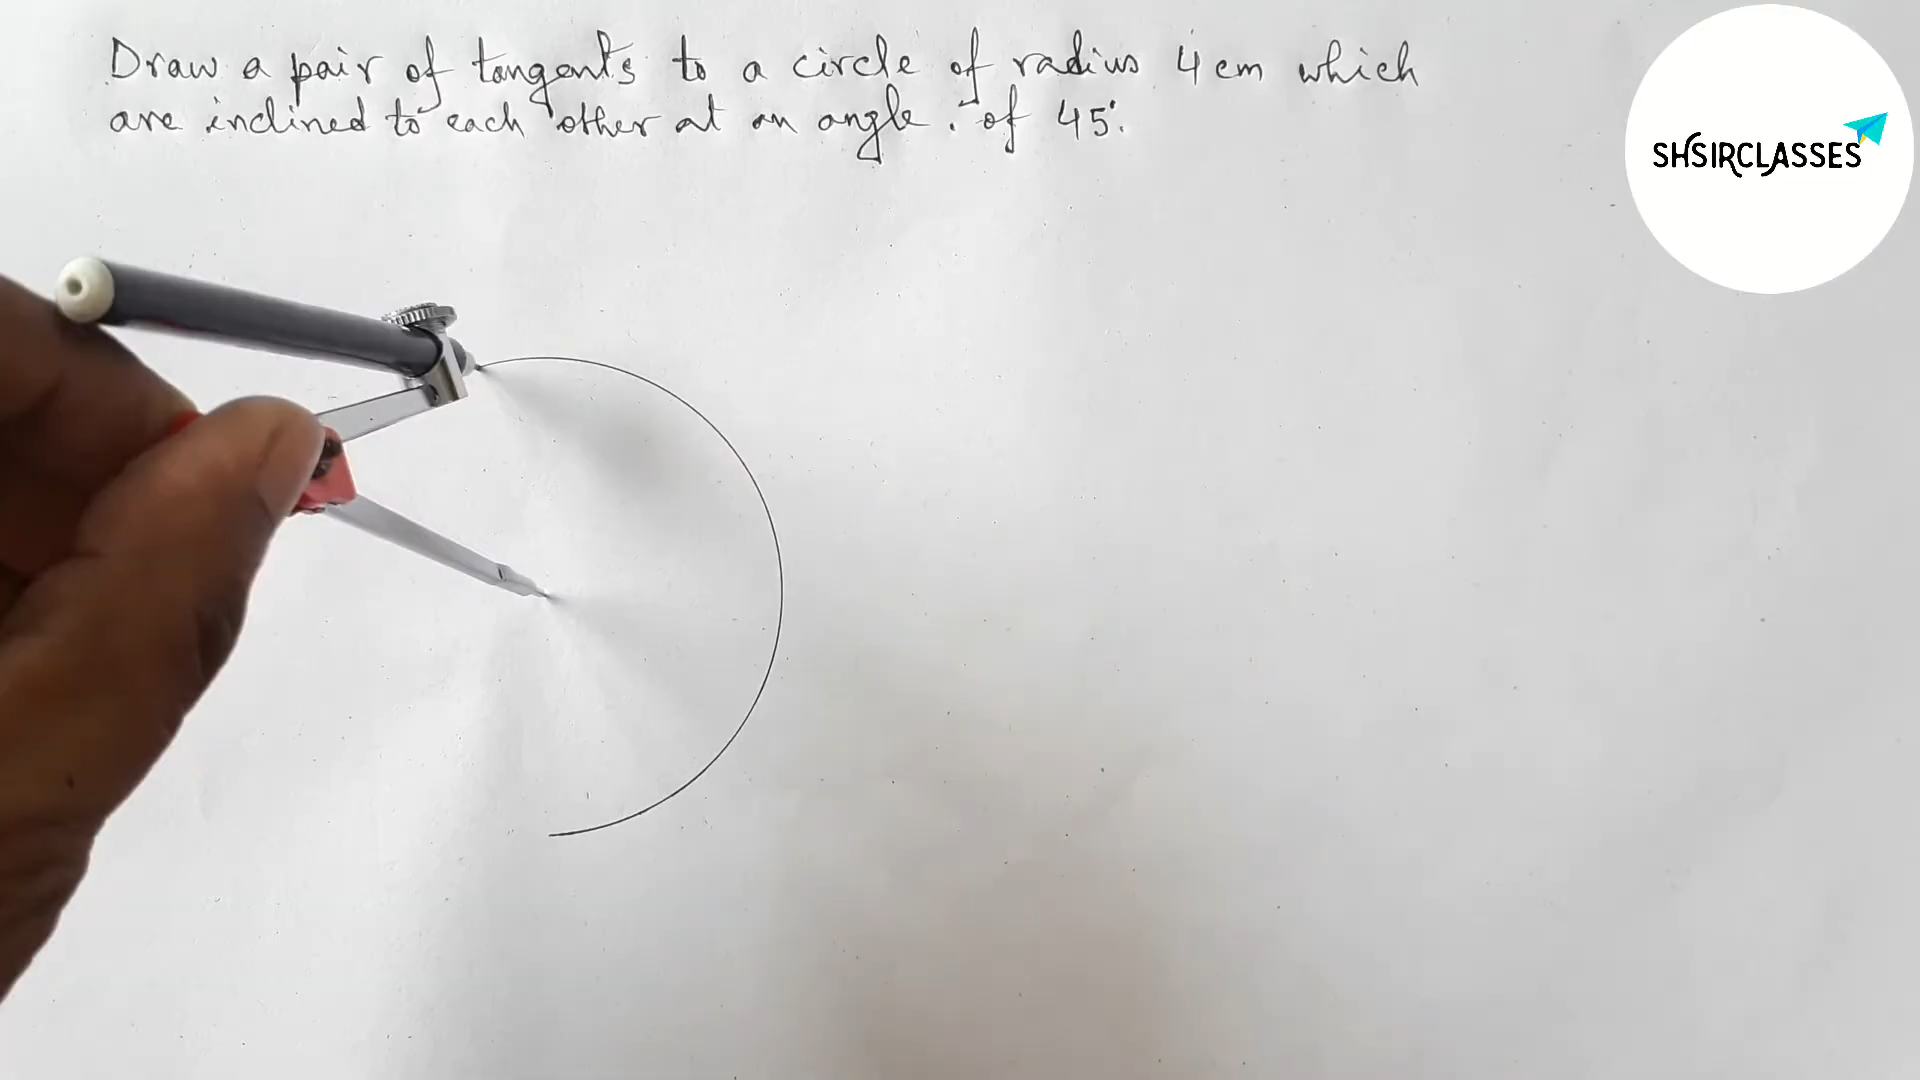 Draw a pair of tangents to a circle of radius 4 cm which
are inclined to each other at an angle of 45°.
SHSIRCLASSES